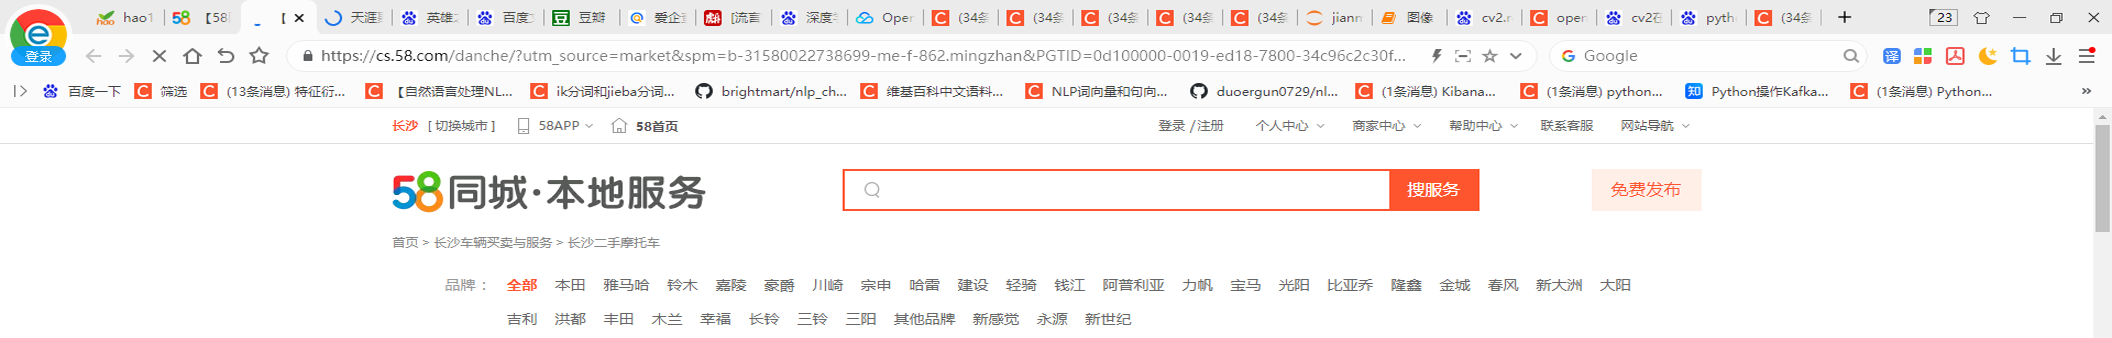 hao1 【58 【 天涯 英雄 百度 豆瓣 爱企 [流言 深度 Open (34条 (34条 (34条 (34条 (34条 jianr 图像 cv2.r open cv2在 pyth (34条 23
登录 https://cs.58.com/danche/?utm_source=market&spm=b-31580022738699-me-f-862.mingzhan&PGTID=0d100000-0019-ed18-7800-34c96c2c30f... Google 译
百度一下 筛选 (13条消息) 特征衍... 【自然语言处理NL... ik分词和jieba分词... brightmart/nlp_ch... 维基百科中文语料... NLP词向量和句向... duoergun0729/nl... (1条消息) Kibana... (1条消息) python... 知 Python操作Kafka... (1条消息) Python... »
长沙 [ 切换城市 ] 58APP 58首页 登录 /注册 个人中心 商家中心 帮助中心 联系客服 网站导航
58同城·本地服务 搜服务 免费发布
首页 > 长沙车辆买卖与服务 > 长沙二手摩托车
品牌： 全部 本田 雅马哈 铃木 嘉陵 豪爵 川崎 宗申 哈雷 建设 轻骑 钱江 阿普利亚 力帆 宝马 光阳 比亚乔 隆鑫 金城 春风 新大洲 大阳
吉利 洪都 丰田 木兰 幸福 长铃 三铃 三阳 其他品牌 新感觉 永源 新世纪